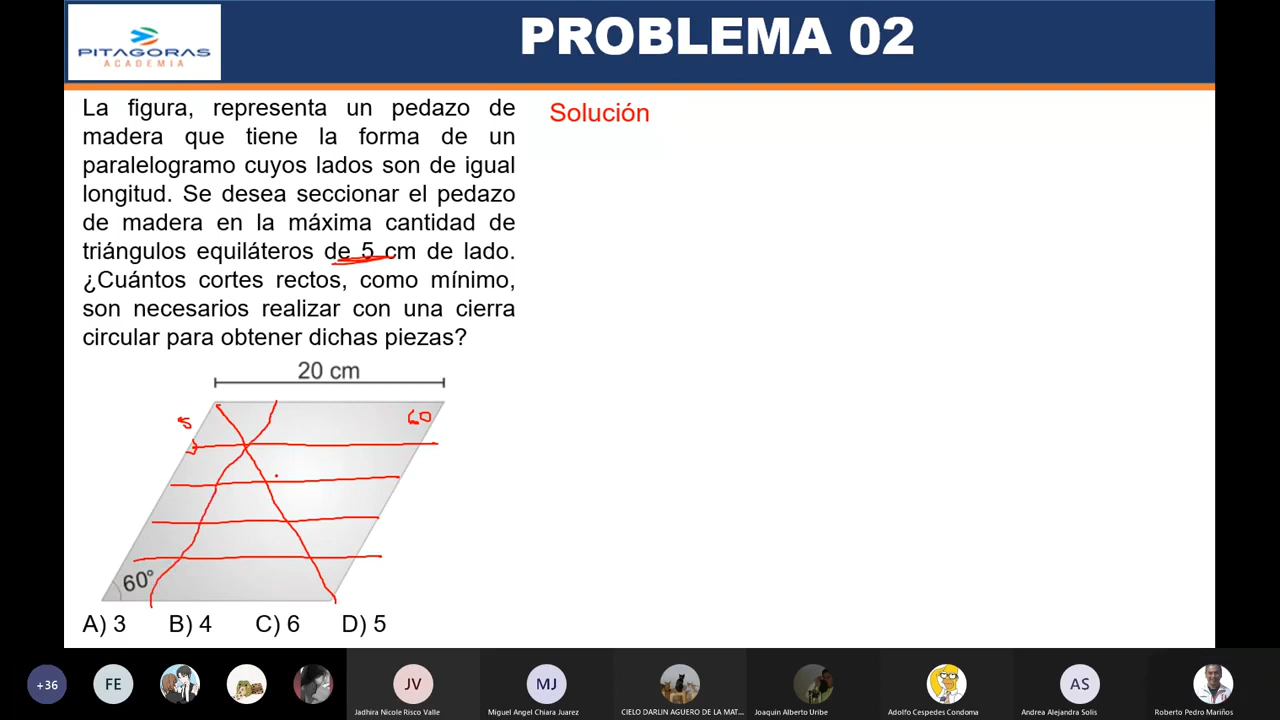 PITAGORAS
ACADEMIA
PROBLEMA 02
La figura, representa un pedazo de
madera que tiene la forma de un
paralelogramo cuyos lados son de igual
longitud. Se desea seccionar el pedazo
de madera en la máxima cantidad de
triángulos equiláteros de 5 cm de lado.
¿Cuántos cortes rectos, como mínimo,
son necesarios realizar con una cierra
circular para obtener dichas piezas?
Solución
20 cm
5
60
60°
A) 3 B) 4 C) 6 D) 5
+36
FE
JV
Jadhira Nicole Risco Valle
MJ
Miguel Angel Chiara Juarez
CIELO DARLIN AGUERO DE LA MAT...
Joaquin Alberto Uribe
Adolfo Cespedes Condoma
AS
Andrea Alejandra Solis
Roberto Pedro Mariños